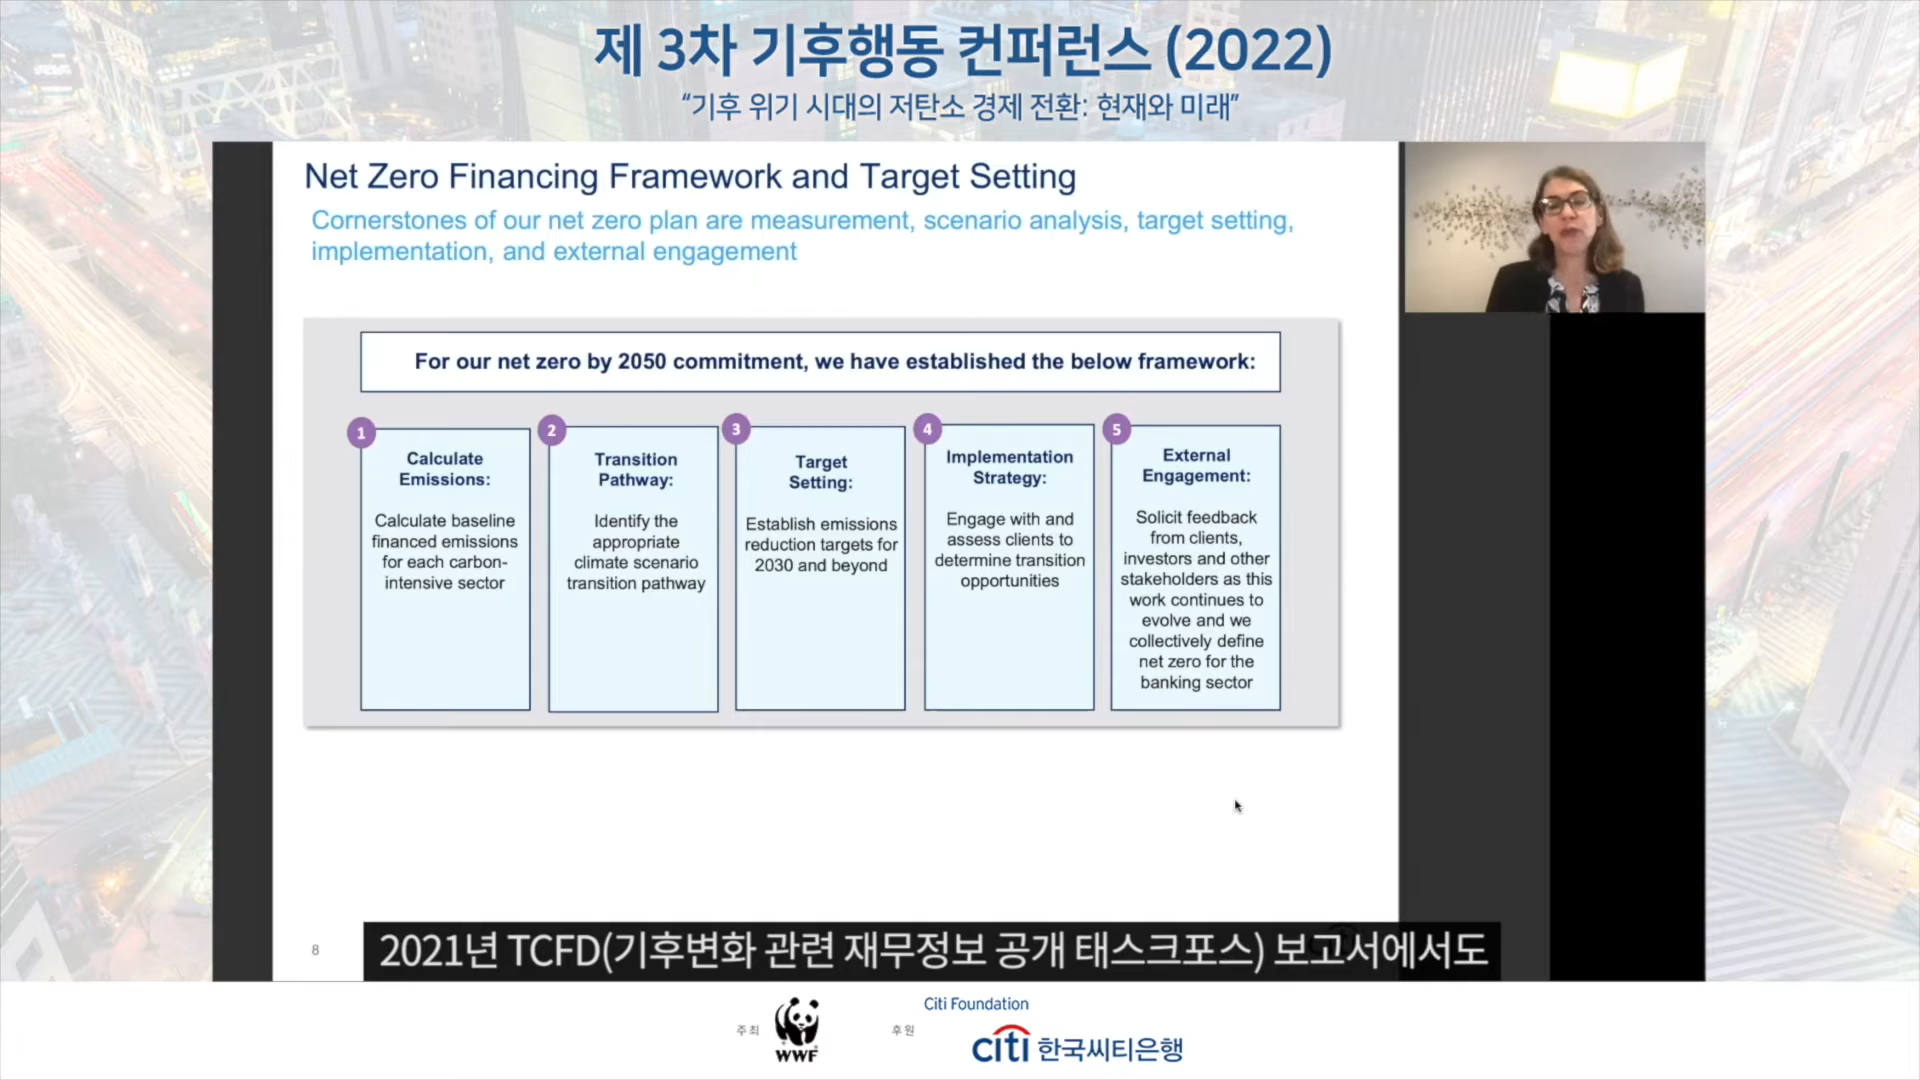 제 3차 기후행동 컨퍼런스 (2022)
“기후 위기 시대의 저탄소 경제 전환: 현재와 미래”
Net Zero Financing Framework and Target Setting
Cornerstones of our net zero plan are measurement, scenario analysis, target setting,
implementation, and external engagement
For our net zero by 2050 commitment, we have established the below framework:
1
Calculate
Emissions:
Calculate baseline
financed emissions
for each carbon-
intensive sector
2
Transition
Pathway:
Identify the
appropriate
climate scenario
transition pathway
3
Target
Setting:
Establish emissions
reduction targets for
2030 and beyond
4
Implementation
Strategy:
Engage with and
assess clients to
determine transition
opportunities
5
External
Engagement:
Solicit feedback
from clients,
investors and other
stakeholders as this
work continues to
evolve and we
collectively define
net zero for the
banking sector
8
2021년 TCFD(기후변화 관련 재무정보 공개 태스크포스) 보고서에서도
주최
WWF
후원
Citi Foundation
citi 한국씨티은행